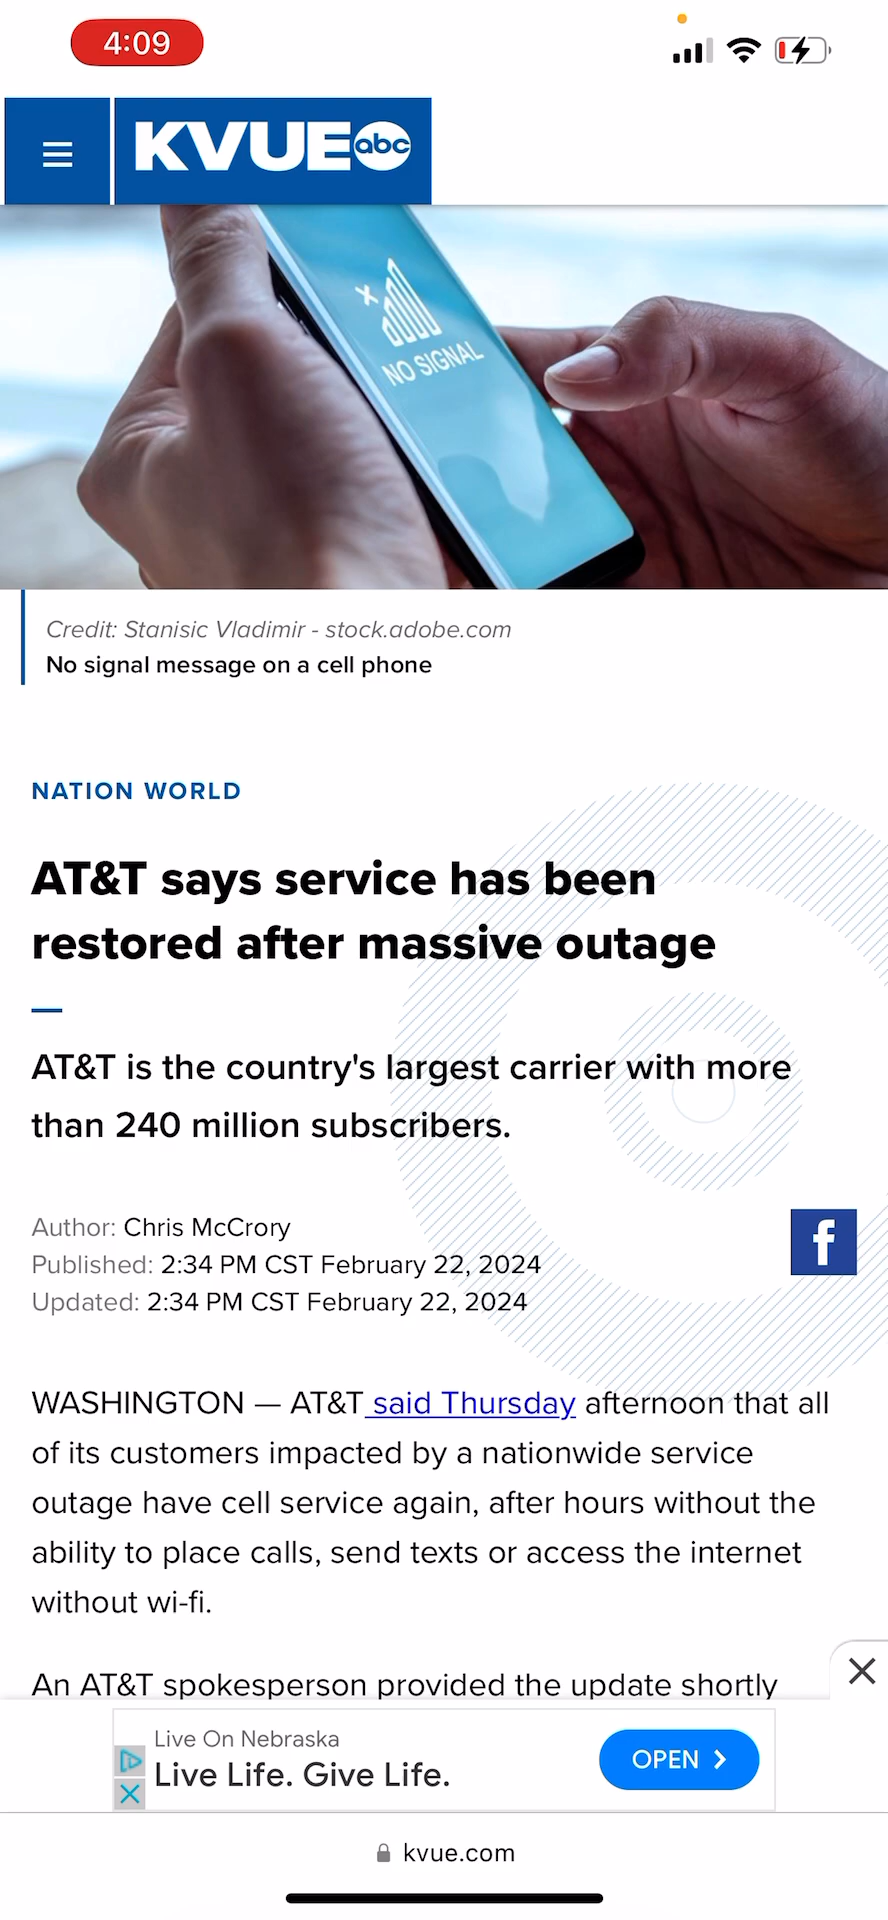 4:09
KVUE abc
NO SIGNAL
Credit: Stanisic Vladimir - stock.adobe.com
No signal message on a cell phone
NATION WORLD
AT&T says service has been
restored after massive outage
AT&T is the country's largest carrier with more
than 240 million subscribers.
Author: Chris McCrory
Published: 2:34 PM CST February 22, 2024
Updated: 2:34 PM CST February 22, 2024
WASHINGTON — AT&T said Thursday afternoon that all
of its customers impacted by a nationwide service
outage have cell service again, after hours without the
ability to place calls, send texts or access the internet
without wi-fi.
An AT&T spokesperson provided the update shortly
Live On Nebraska
Live Life. Give Life.
OPEN
kvue.com